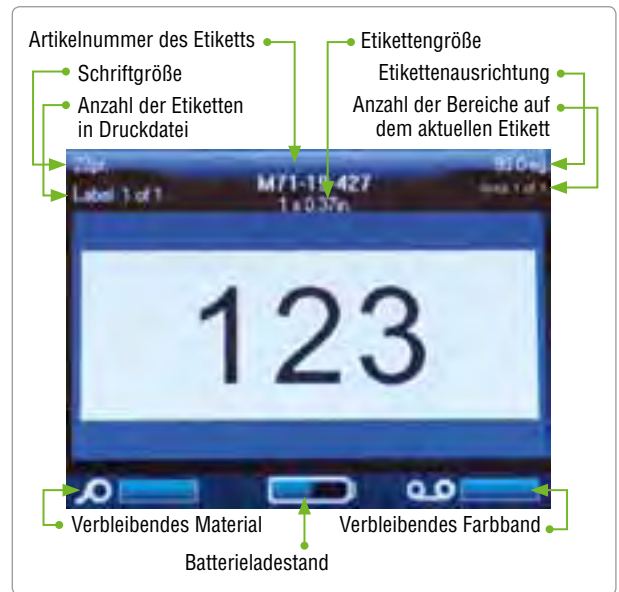 Artikelnummer des Etiketts
Etikettengröße
Schriftgröße
Etikettenausrichtung
Anzahl der Etiketten
in Druckdatei
Anzahl der Bereiche auf
dem aktuellen Etikett
Label 1 of 1
M71-19-427
1 x 0.37in.
123
Verbleibendes Material
Verbleibendes Farbband
Batterieladestand